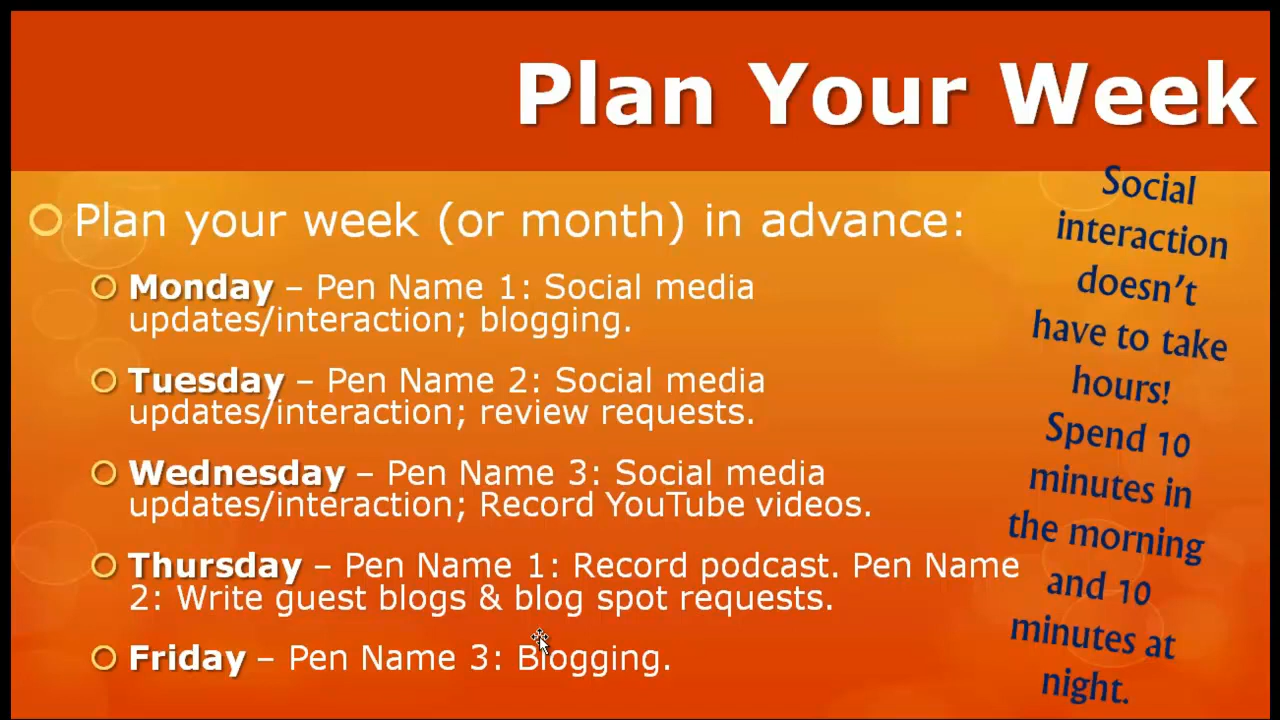 Plan Your Week
Plan your week (or month) in advance:
Monday – Pen Name 1: Social media
updates/interaction; blogging.
Tuesday – Pen Name 2: Social media
updates/interaction; review requests.
Wednesday – Pen Name 3: Social media
updates/interaction; Record YouTube videos.
Thursday – Pen Name 1: Record podcast. Pen Name
2: Write guest blogs & blog spot requests.
Friday – Pen Name 3: Blogging.
Social
interaction
doesn’t
have to take
hours!
Spend 10
minutes in
the morning
and 10
minutes at
night.